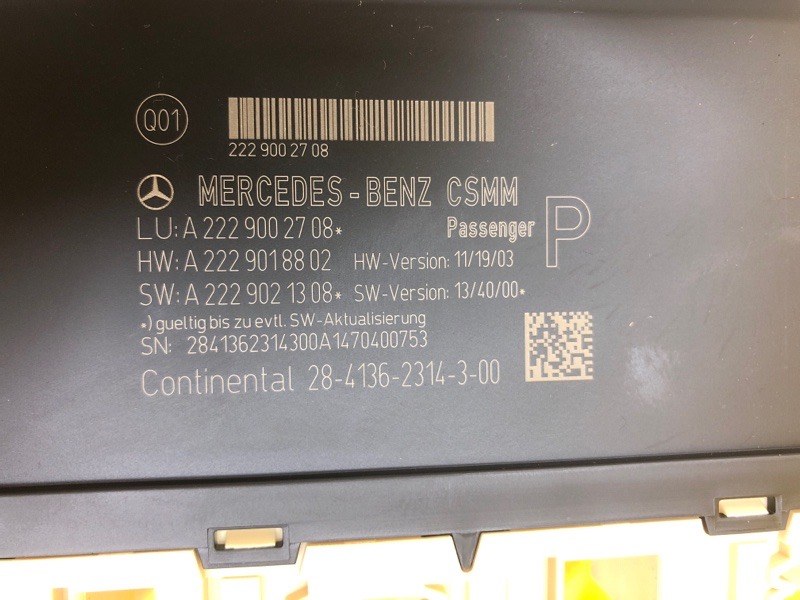 Q01
222 900 27 08
MERCEDES-BENZ CSMM
LU: A 222 900 27 08* Passenger P
HW: A 222 901 88 02 HW-Version: 11/19/03
SW: A 222 902 13 08* SW-Version: 13/40/00*
*) gueltig bis zu evtl. SW-Aktualisierung
SN: 2841362314300A1470400753
Continental 28-4136-2314-3-00